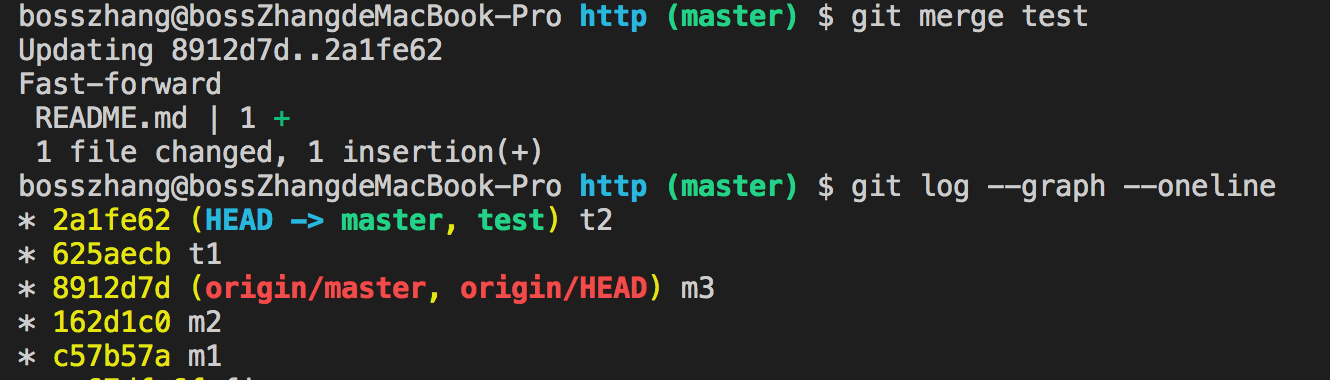 bosszhang@bossZhangdeMacBook-Pro http (master) $ git merge test
Updating 8912d7d..2a1fe62
Fast-forward
 README.md | 1 +
 1 file changed, 1 insertion(+)
bosszhang@bossZhangdeMacBook-Pro http (master) $ git log --graph --oneline
* 2a1fe62 (HEAD -> master, test) t2
* 625aecb t1
* 8912d7d (origin/master, origin/HEAD) m3
* 162d1c0 m2
* c57b57a m1